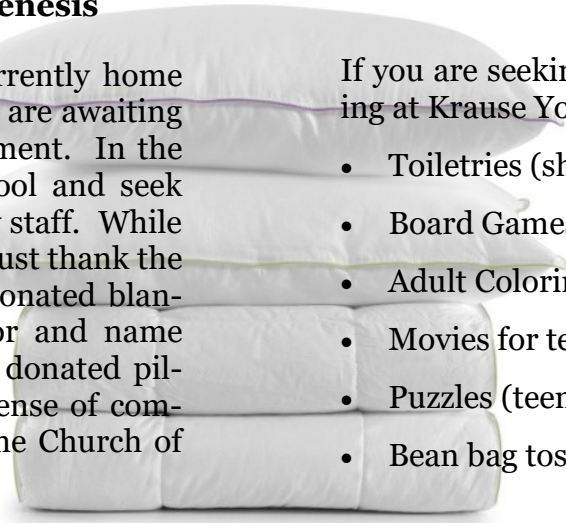 enesis
rrently home
are awaiting
ment. In the
ool and seek
staff. While
ust thank the
onated blan-
or and name
donated pil-
ense of com-
ne Church of
If you are seekin
ing at Krause Yo
• Toiletries (sh
• Board Game
• Adult Colorin
• Movies for te
• Puzzles (teen
• Bean bag tos